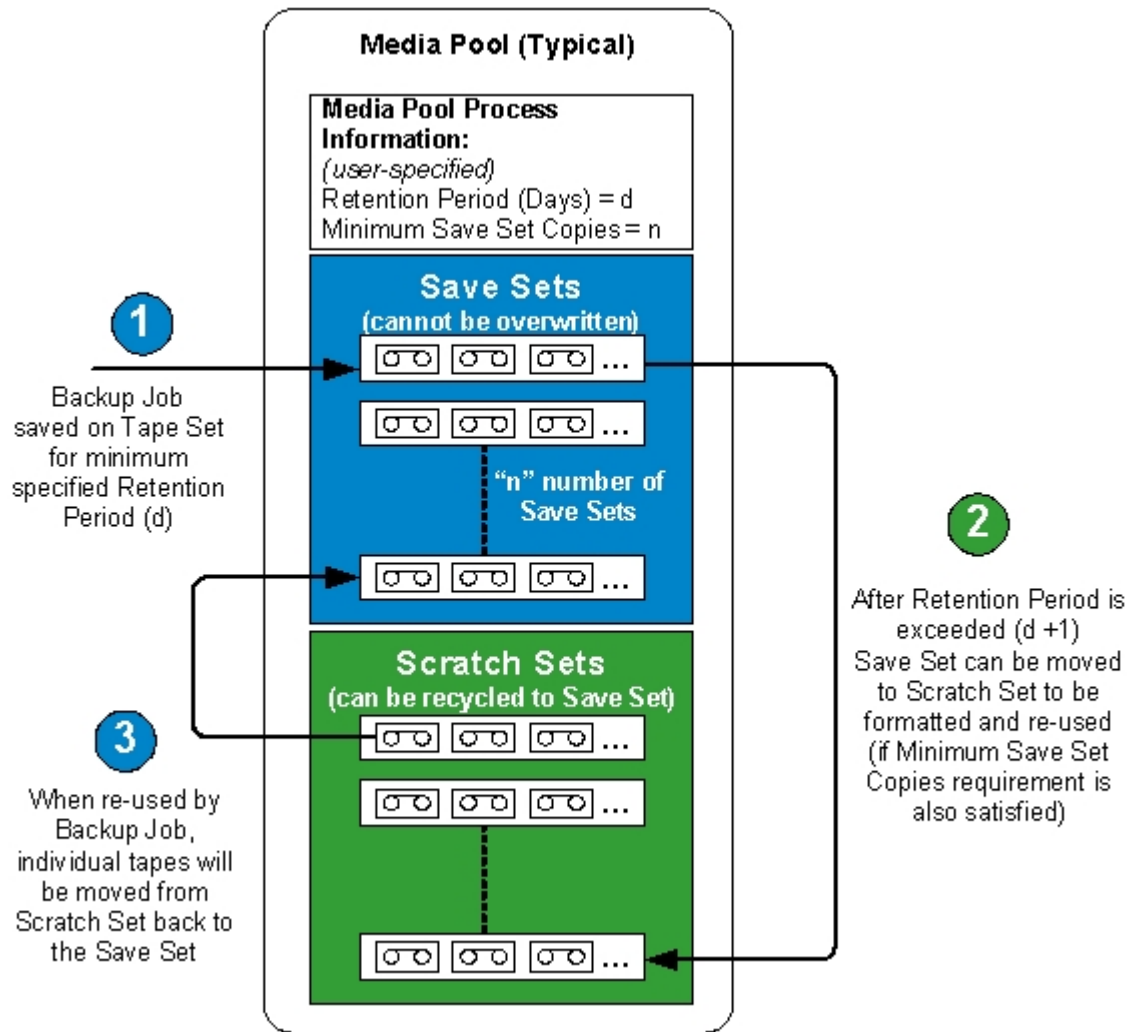 Media Pool (Typical)
Media Pool Process
Information:
(user-specified)
Retention Period (Days) = d
Minimum Save Set Copies = n
Save Sets
(cannot be overwritten)
...
...
"n" number of
Save Sets
...
1
Backup Job
saved on Tape Set
for minimum
specified Retention
Period (d)
2
After Retention Period is
exceeded (d +1)
Save Set can be moved
to Scratch Set to be
formatted and re-used
(if Minimum Save Set
Copies requirement is
also satisfied)
Scratch Sets
(can be recycled to Save Set)
...
...
...
3
When re-used by
Backup Job,
individual tapes will
be moved from
Scratch Set back to
the Save Set